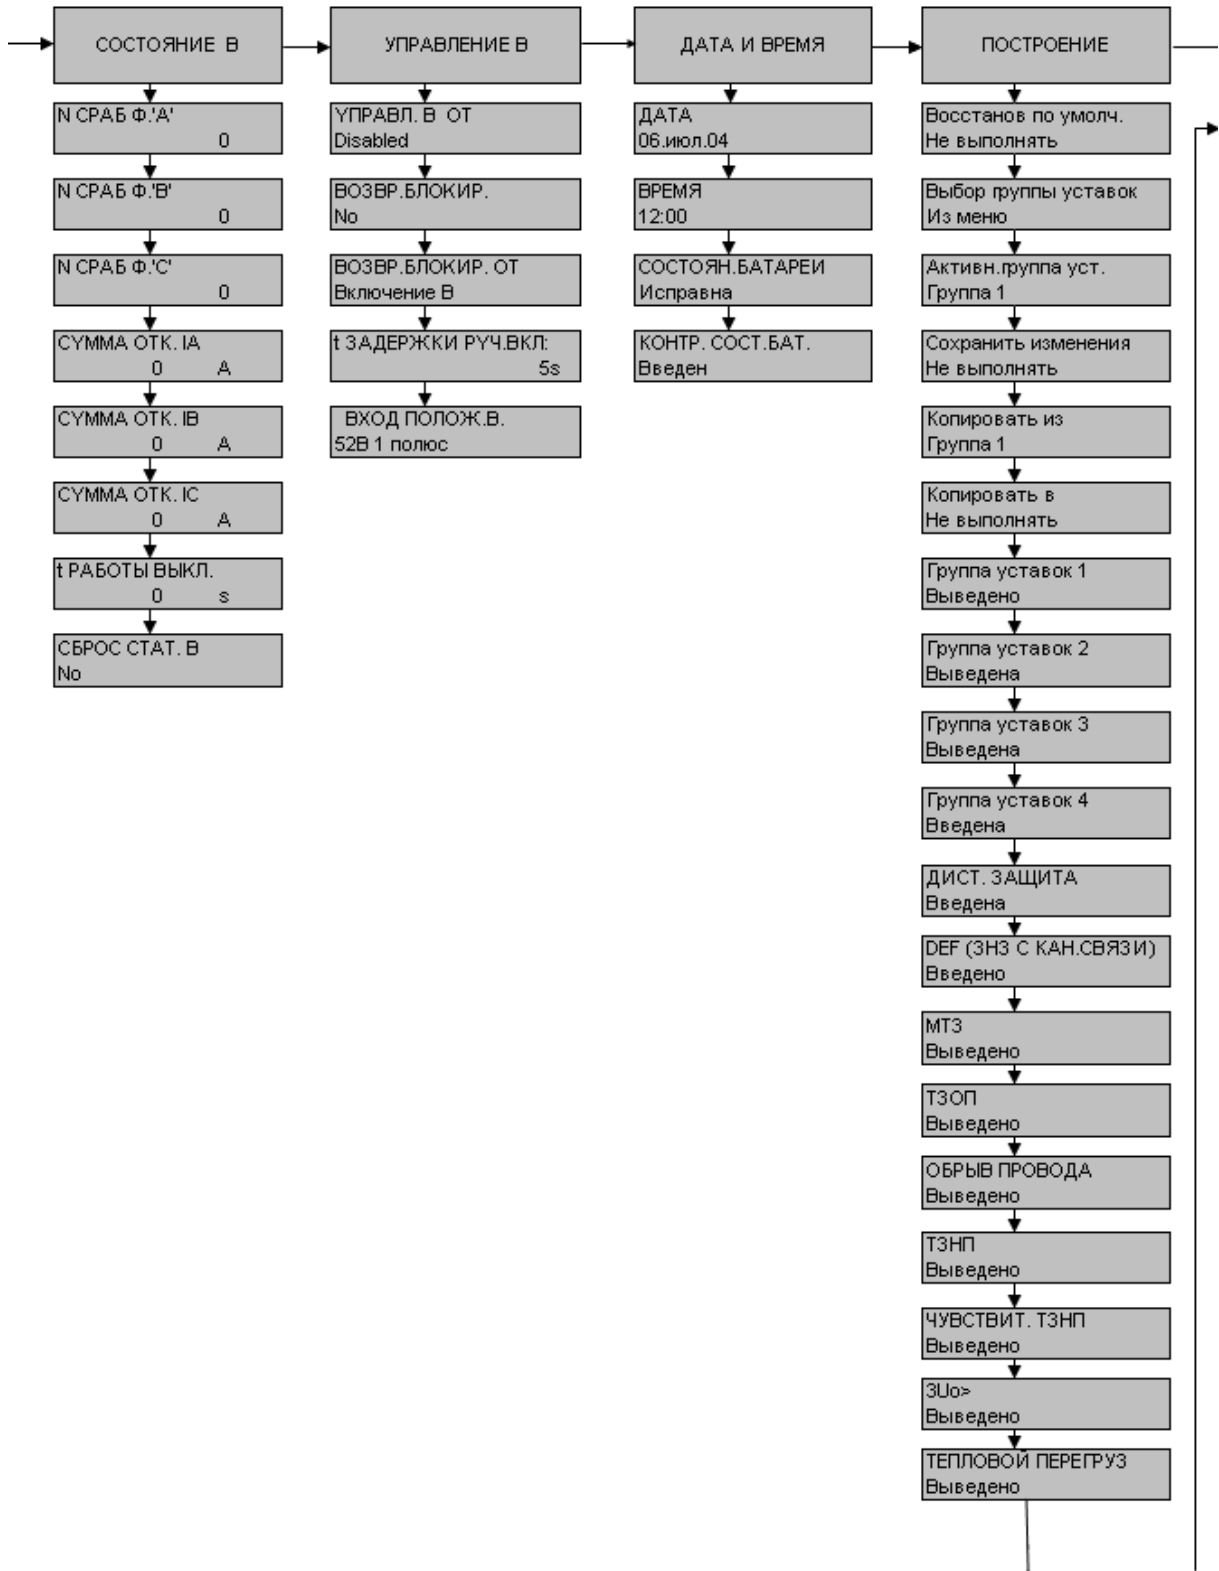 СОСТОЯНИЕ В
N СРАБ Ф.'А'
0
N СРАБ Ф.'В'
0
N СРАБ Ф.'С'
0
СУММА ОТК. IA
0 А
СУММА ОТК. IB
0 А
СУММА ОТК. IC
0 А
t РАБОТЫ ВЫКЛ.
0 s
СБРОС СТАТ. В
No
УПРАВЛЕНИЕ В
УПРАВЛ. В ОТ
Disabled
ВОЗВР.БЛОКИР.
No
ВОЗВР.БЛОКИР. ОТ
Включение В
t ЗАДЕРЖКИ РУЧ.ВКЛ:
5s
ВХОД ПОЛОЖ.В.
52В 1 полюс
ДАТА И ВРЕМЯ
ДАТА
06.июл.04
ВРЕМЯ
12:00
СОСТОЯН.БАТАРЕИ
Исправна
КОНТР. СОСТ.БАТ.
Введен
ПОСТРОЕНИЕ
Восстанов по умолч.
Не выполнять
Выбор группы уставок
Из меню
Активн.группа уст.
Группа 1
Сохранить изменения
Не выполнять
Копировать из
Группа 1
Копировать в
Не выполнять
Группа уставок 1
Выведено
Группа уставок 2
Выведена
Группа уставок 3
Выведена
Группа уставок 4
Введена
ДИСТ. ЗАЩИТА
Введена
DEF (ЗНЗ С КАН.СВЯЗИ)
Введено
МТЗ
Выведено
ТЗОП
Выведено
ОБРЫВ ПРОВОДА
Выведено
ТЗНП
Выведено
ЧУВСТВИТ. ТЗНП
Выведено
3Uo>
Выведено
ТЕПЛОВОЙ ПЕРЕГРУЗ
Выведено